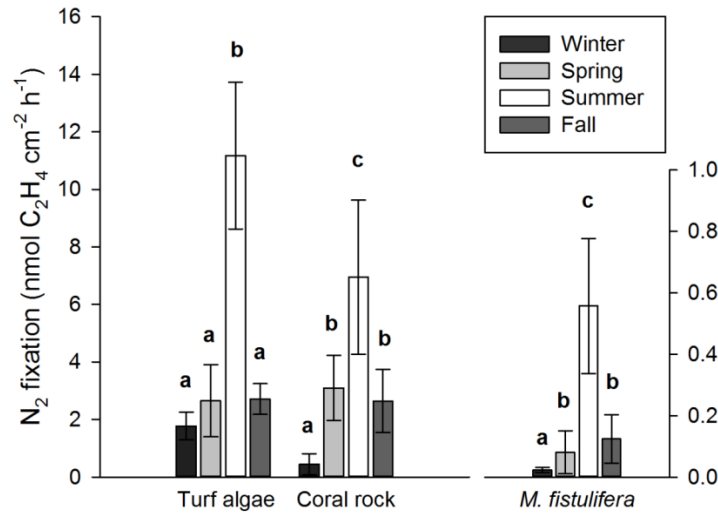 N₂ fixation (nmol C₂H₄ cm⁻² h⁻¹)
16
14
12
10
8
6
4
2
0
a
a
b
a
a
b
c
b
a
b
c
b
Winter
Spring
Summer
Fall
1.0
0.8
0.6
0.4
0.2
0.0
Turf algae
Coral rock
M. fistulifera